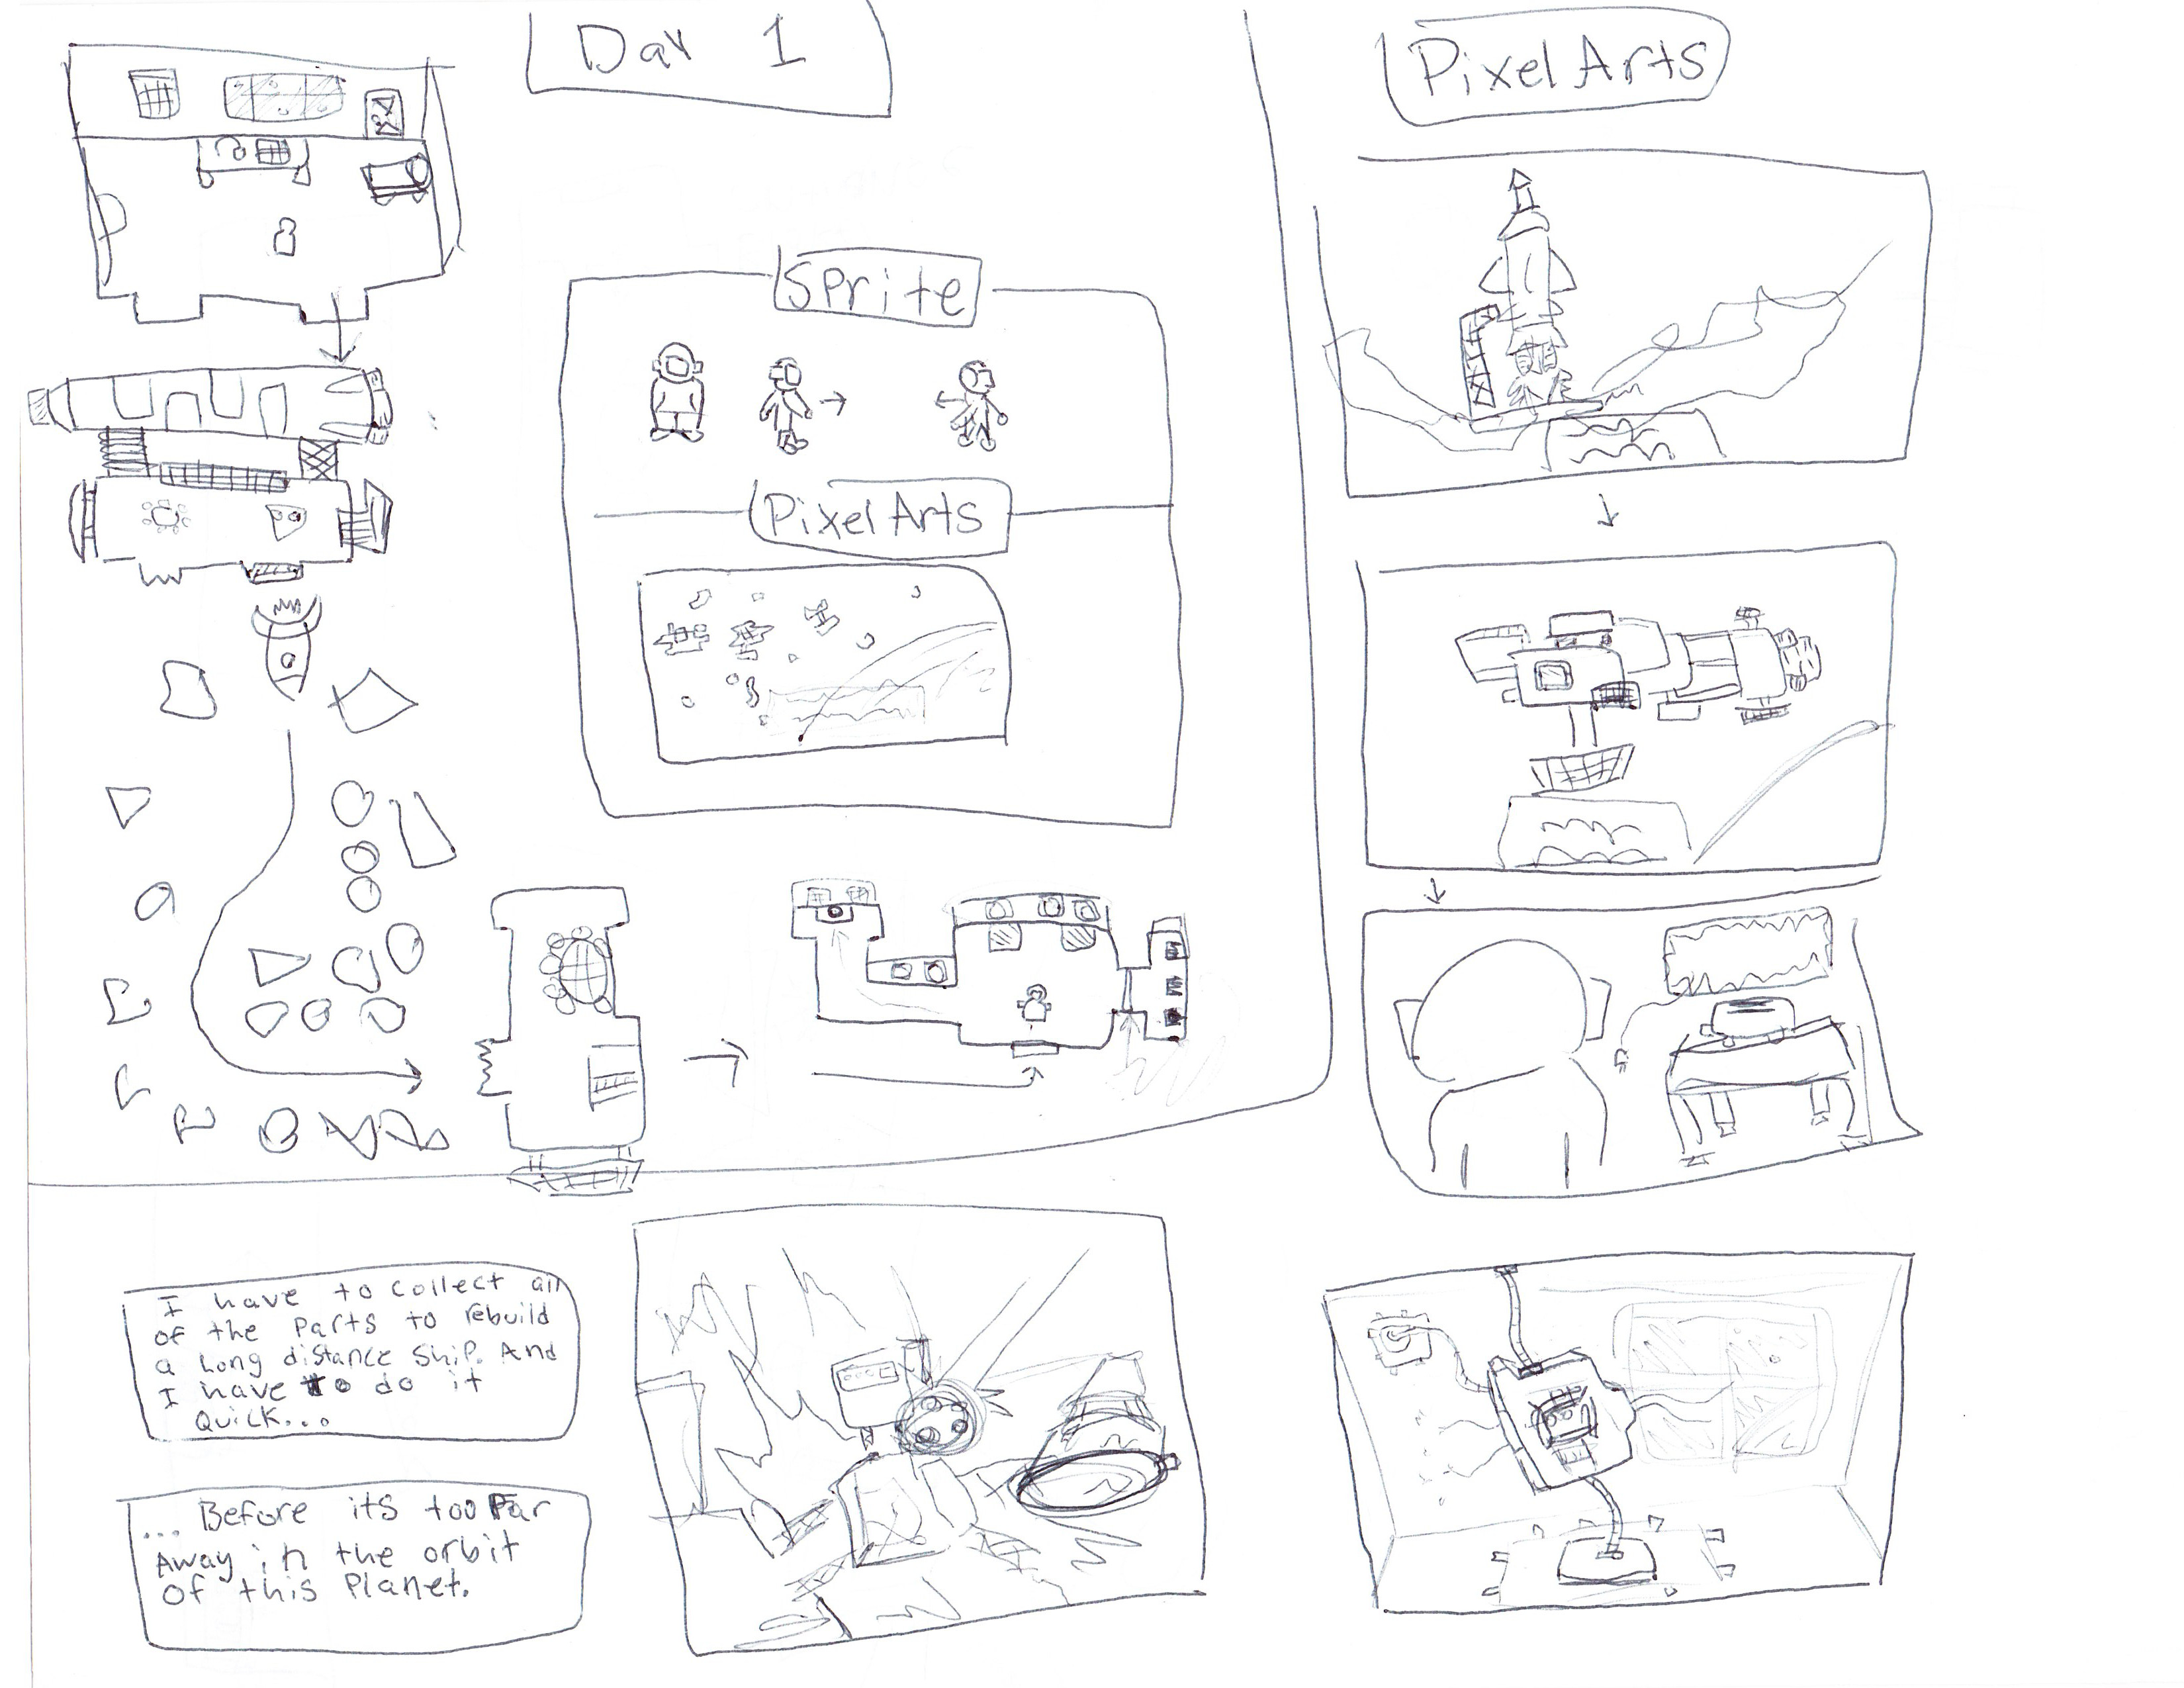 Day 1
Pixel Arts
Sprite
Pixel Arts
I have to collect all
of the Parts to rebuild
a Long distance Ship. And
I have to do it
Quick...
... Before its too Far
Away in the orbit
Of this Planet.